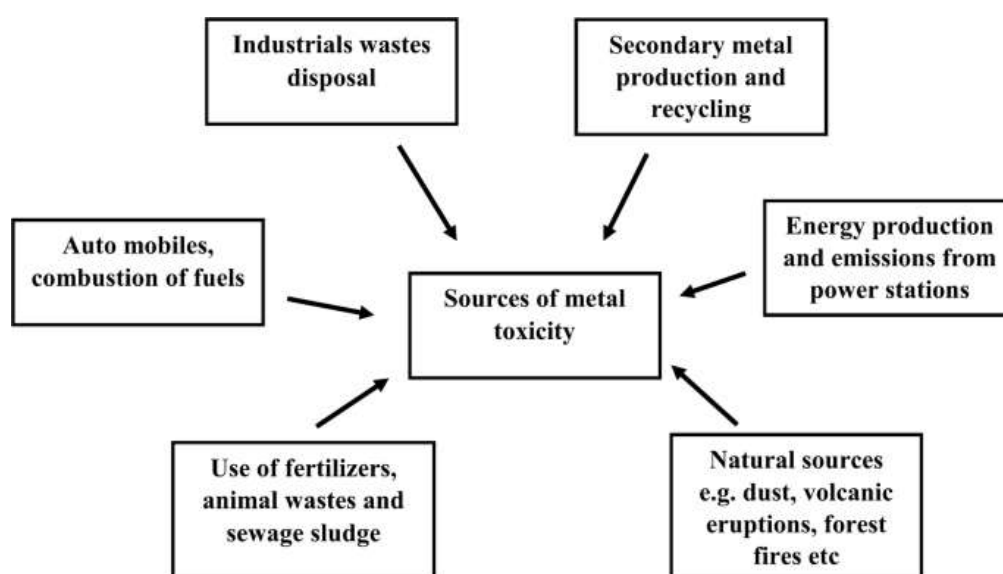 Industrials wastes
disposal
Secondary metal
production and
recycling
Auto mobiles,
combustion of fuels
Energy production
and emissions from
power stations
Sources of metal
toxicity
Use of fertilizers,
animal wastes and
sewage sludge
Natural sources
e.g. dust, volcanic
eruptions, forest
fires etc